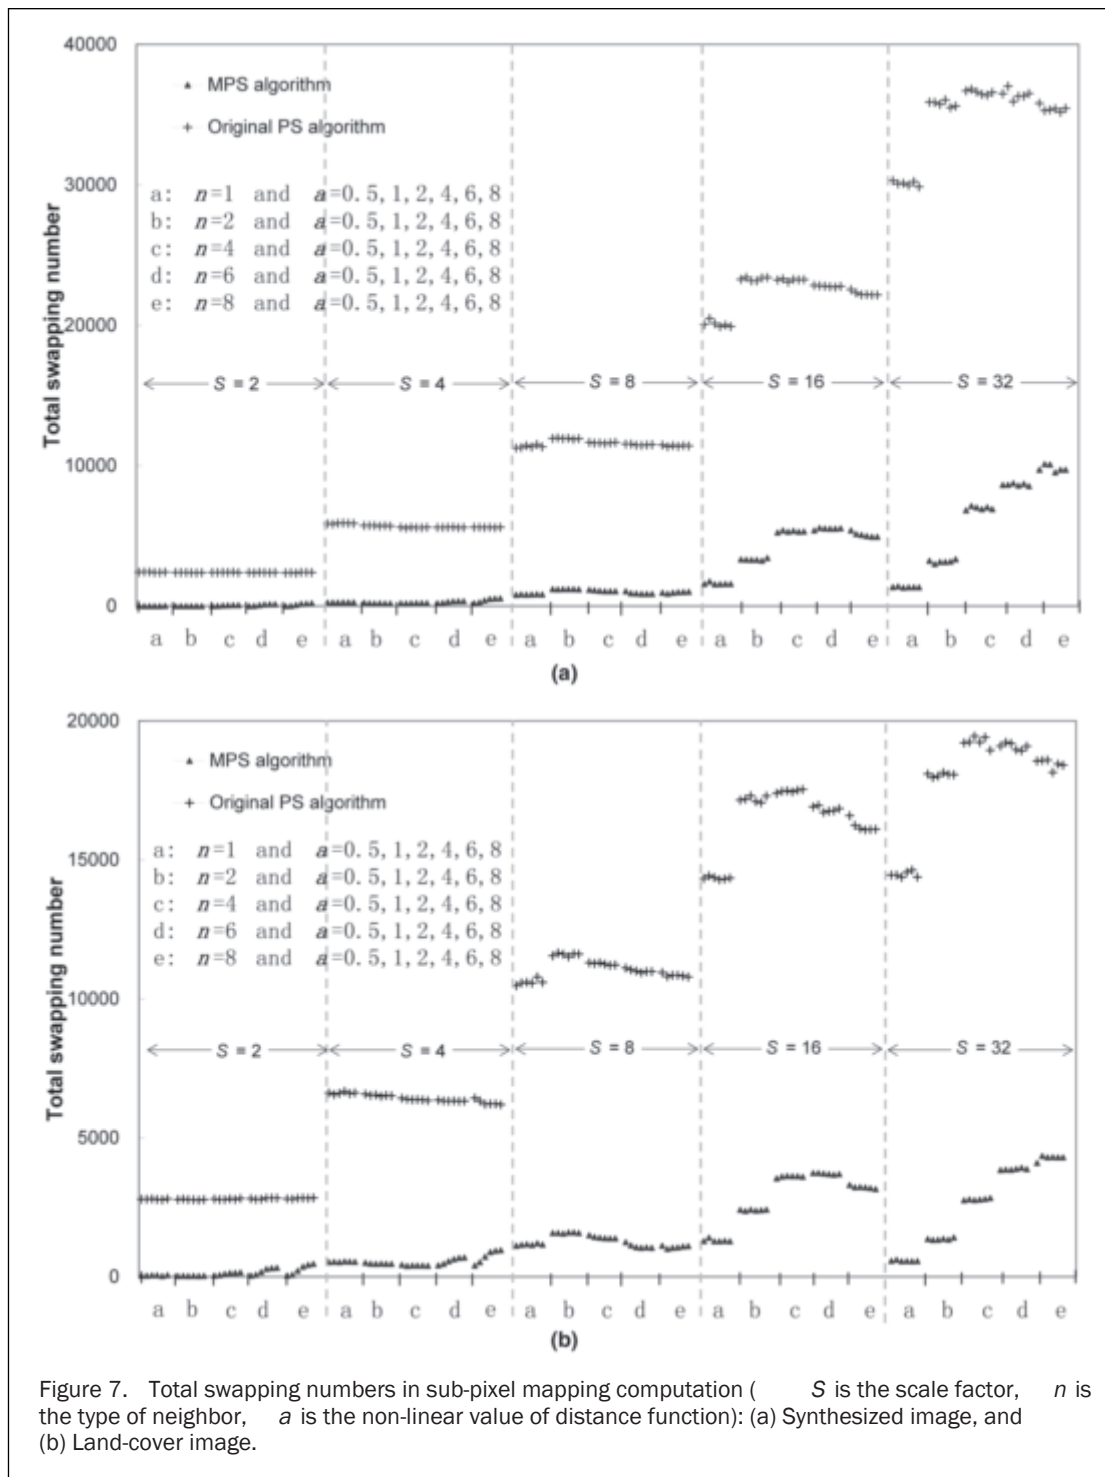 40000
MPS algorithm
Original PS algorithm
30000
a: n=1 and a=0.5, 1, 2, 4, 6, 8
b: n=2 and a=0.5, 1, 2, 4, 6, 8
c: n=4 and a=0.5, 1, 2, 4, 6, 8
d: n=6 and a=0.5, 1, 2, 4, 6, 8
e: n=8 and a=0.5, 1, 2, 4, 6, 8
Total swapping number
20000
S = 2 S = 4 S = 8 S = 16 S = 32
10000
0
a b c d e a b c d e a b c d e a b c d e a b c d e
(a)
20000
MPS algorithm
Original PS algorithm
a: n=1 and a=0.5, 1, 2, 4, 6, 8
15000
b: n=2 and a=0.5, 1, 2, 4, 6, 8
c: n=4 and a=0.5, 1, 2, 4, 6, 8
d: n=6 and a=0.5, 1, 2, 4, 6, 8
e: n=8 and a=0.5, 1, 2, 4, 6, 8
Total swapping number
10000
S = 2 S = 4 S = 8 S = 16 S = 32
5000
0
a b c d e a b c d e a b c d e a b c d e a b c d e
(b)
Figure 7. Total swapping numbers in sub-pixel mapping computation ( S is the scale factor, n is
the type of neighbor, a is the non-linear value of distance function): (a) Synthesized image, and
(b) Land-cover image.